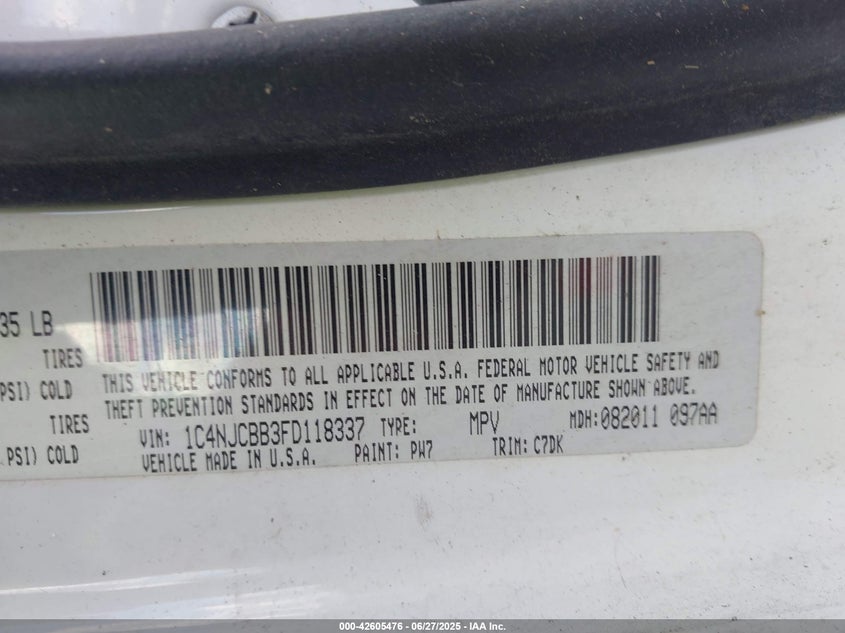 35 LB
TIRES
PSI) COLD
TIRES
PSI) COLD
THIS VEHICLE CONFORMS TO ALL APPLICABLE U.S.A. FEDERAL MOTOR VEHICLE SAFETY AND
THEFT PREVENTION STANDARDS IN EFFECT ON THE DATE OF MANUFACTURE SHOWN ABOVE.
VIN: 1C4NJCBB3FD118337 TYPE: MPV MDH:082011 097AA
VEHICLE MADE IN U.S.A. PAINT: PW7 TRIM: C7DK
000-42605476 - 06/27/2025 - IAA Inc.